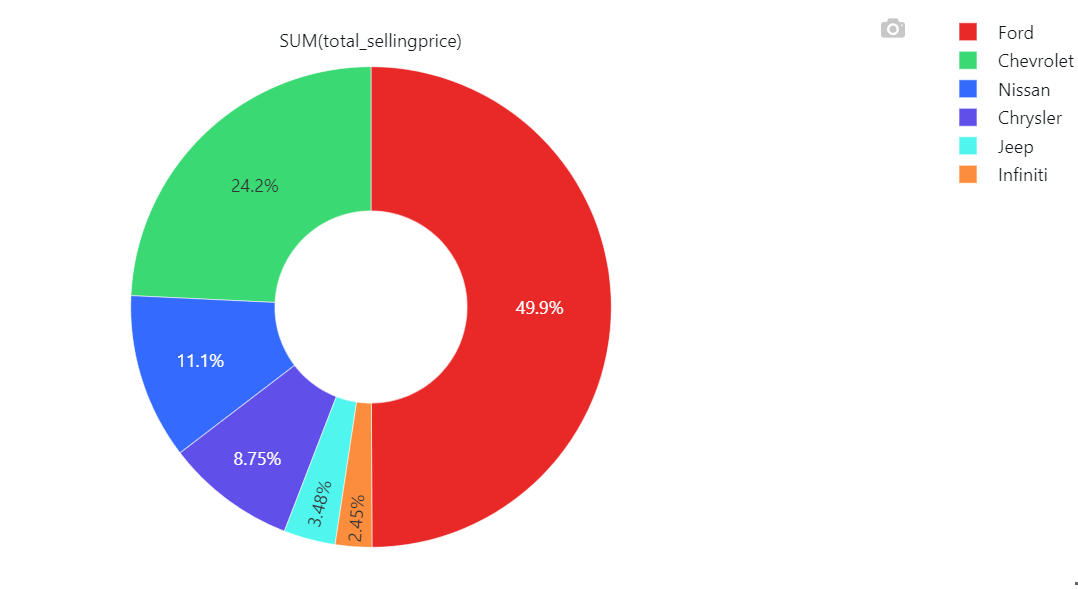 SUM(total_sellingprice)
Ford
Chevrolet
Nissan
Chrysler
Jeep
Infiniti
24.2%
49.9%
11.1%
8.75%
3.48%
2.45%